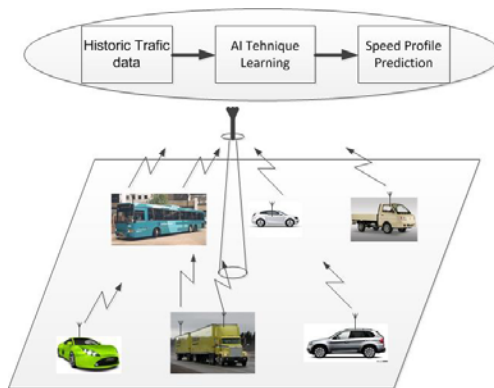 Historic Trafic
data
AI Tehnique
Learning
Speed Profile
Prediction